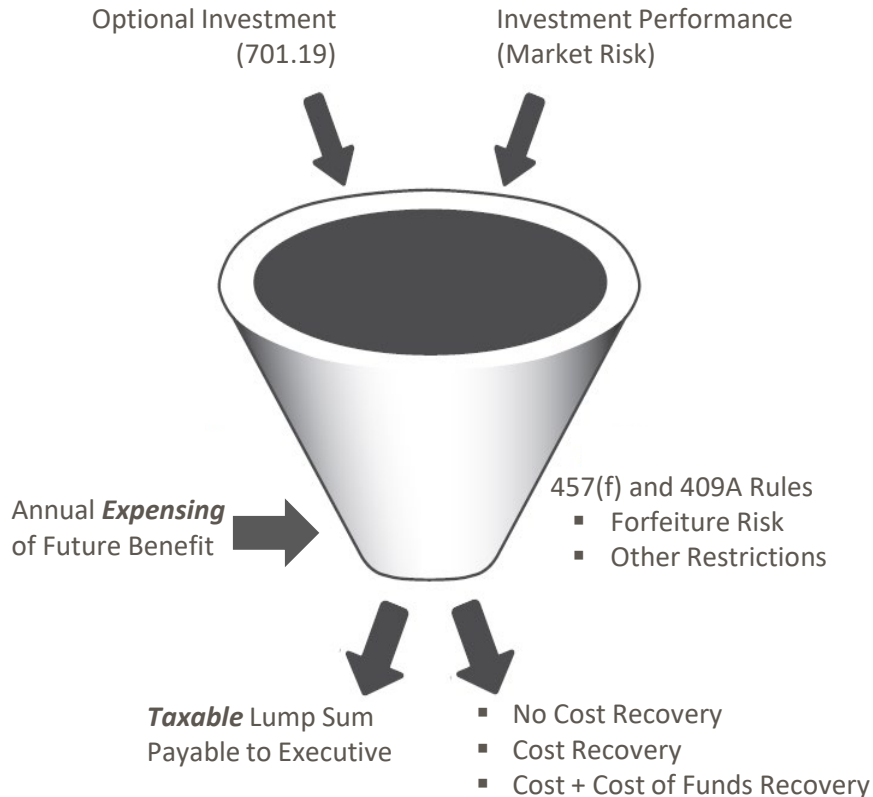 Optional Investment
(701.19)
Investment Performance
(Market Risk)
Annual Expensing
of Future Benefit
457(f) and 409A Rules
▪ Forfeiture Risk
▪ Other Restrictions
Taxable Lump Sum
Payable to Executive
▪ No Cost Recovery
▪ Cost Recovery
▪ Cost + Cost of Funds Recovery